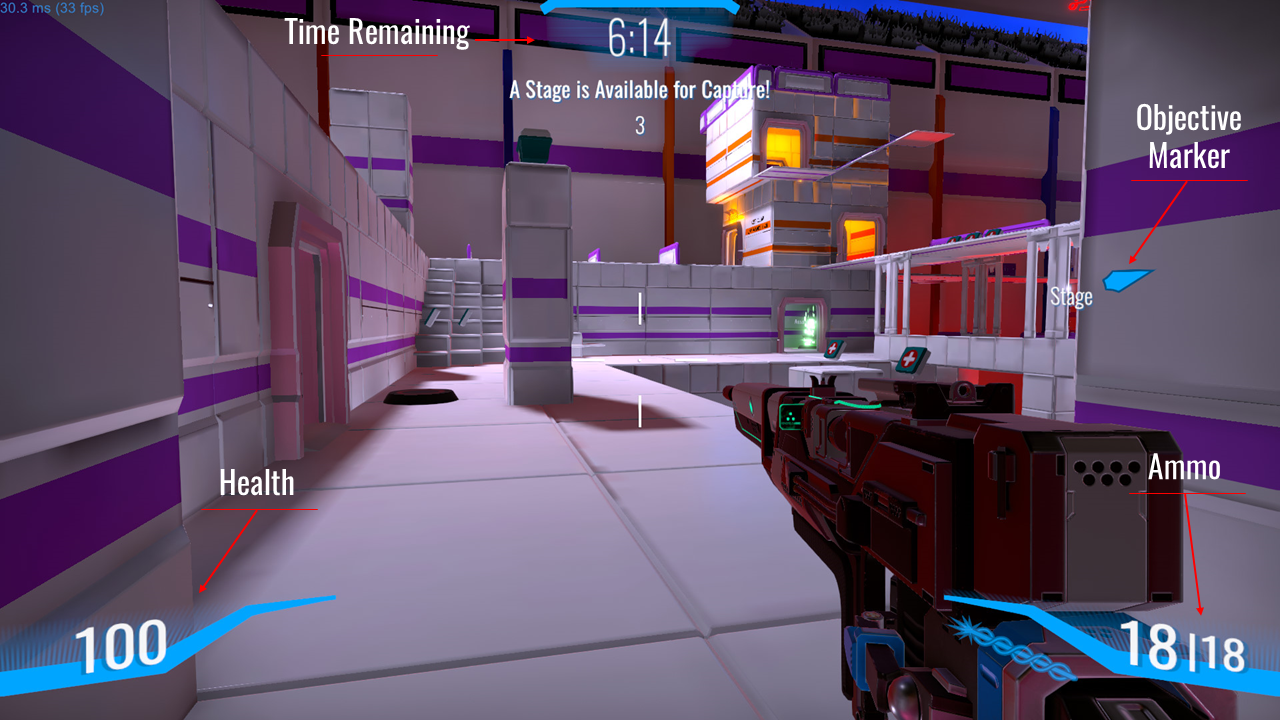 30.3 ms (33 fps)
Time Remaining
6:14
A Stage is Available for Capture!
3
Objective
Marker
Stage
Health
Ammo
100
18|18